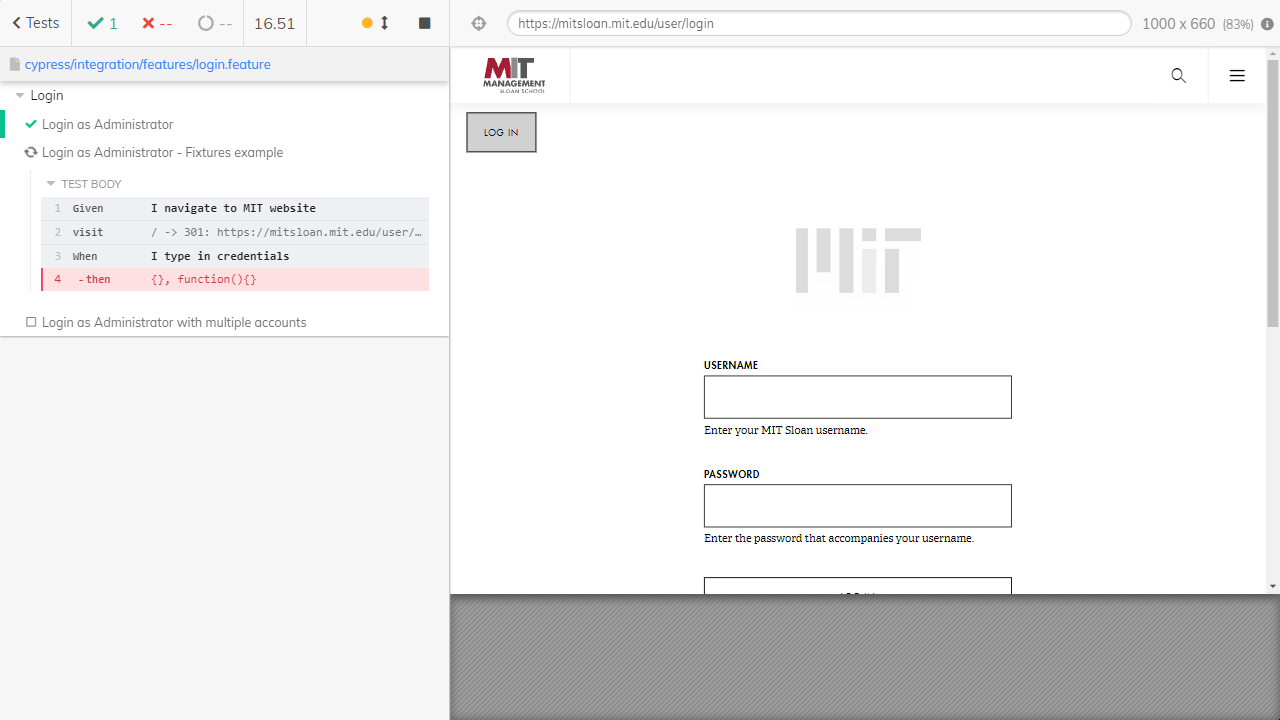 Tests
1
--
--
16.51
https://mitsloan.mit.edu/user/login
1000 x 660 (83%)
cypress/integration/features/login.feature
Login
Login as Administrator
Login as Administrator - Fixtures example
TEST BODY
1 Given I navigate to MIT website
2 visit / -> 301: https://mitsloan.mit.edu/user/…
3 When I type in credentials
4 -then {}, function(){}
Login as Administrator with multiple accounts
MIT
MANAGEMENT
SLOAN SCHOOL
LOG IN
MIT
USERNAME
Enter your MIT Sloan username.
PASSWORD
Enter the password that accompanies your username.